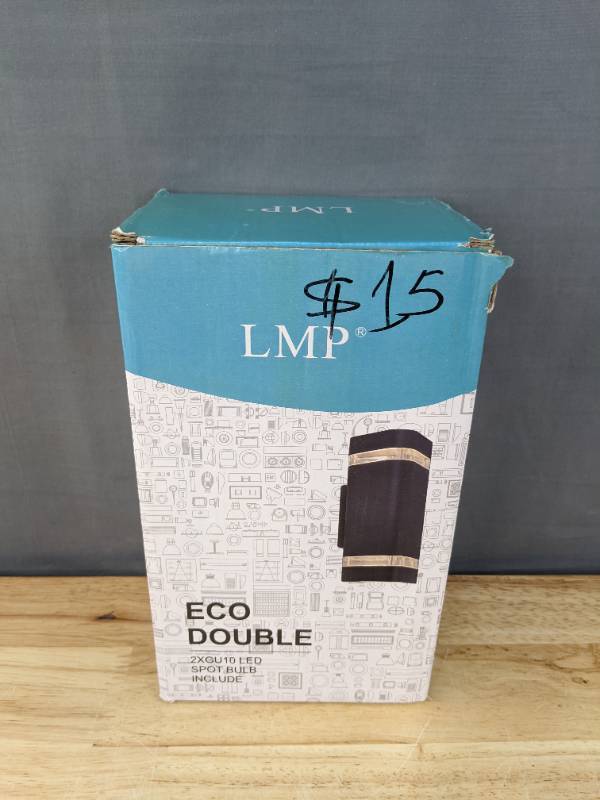 LMP
$15
LMP®
ECO
DOUBLE
2XGU10 LED
SPOT BULB
INCLUDE